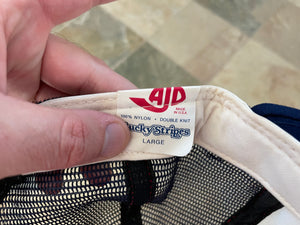 AJD
MADE
IN U.S.A.
100% NYLON • DOUBLE KNIT
Lucky Stripes
LARGE